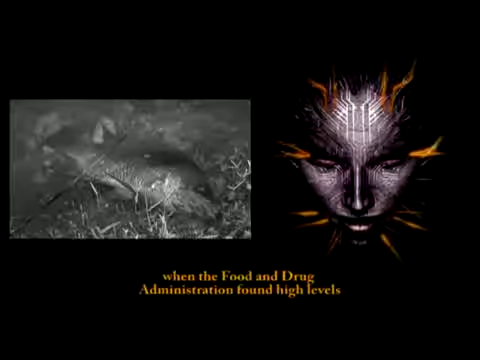 when the Food and Drug
Administration found high levels